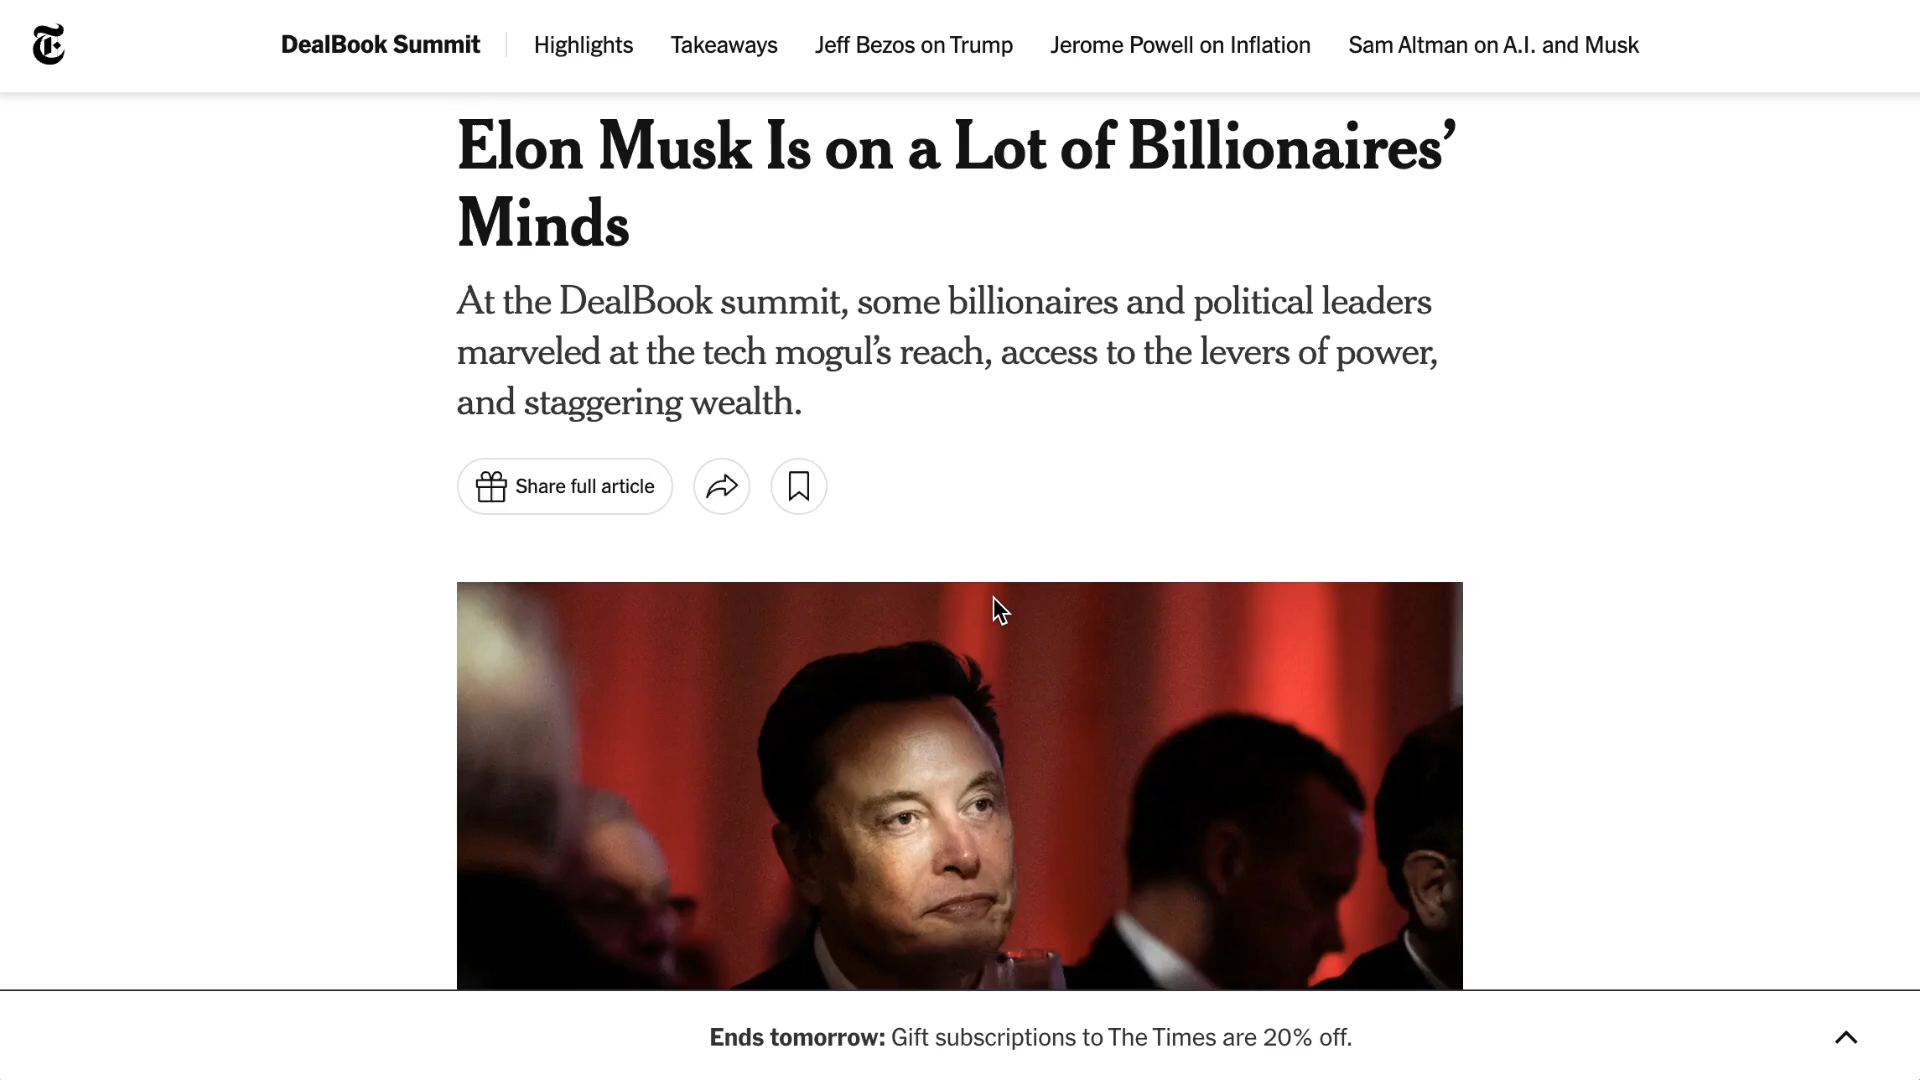 DealBook Summit
Highlights
Takeaways
Jeff Bezos on Trump
Jerome Powell on Inflation
Sam Altman on A.I. and Musk
Elon Musk Is on a Lot of Billionaires’
Minds
At the DealBook summit, some billionaires and political leaders
marveled at the tech mogul’s reach, access to the levers of power,
and staggering wealth.
Share full article
Ends tomorrow: Gift subscriptions to The Times are 20% off.